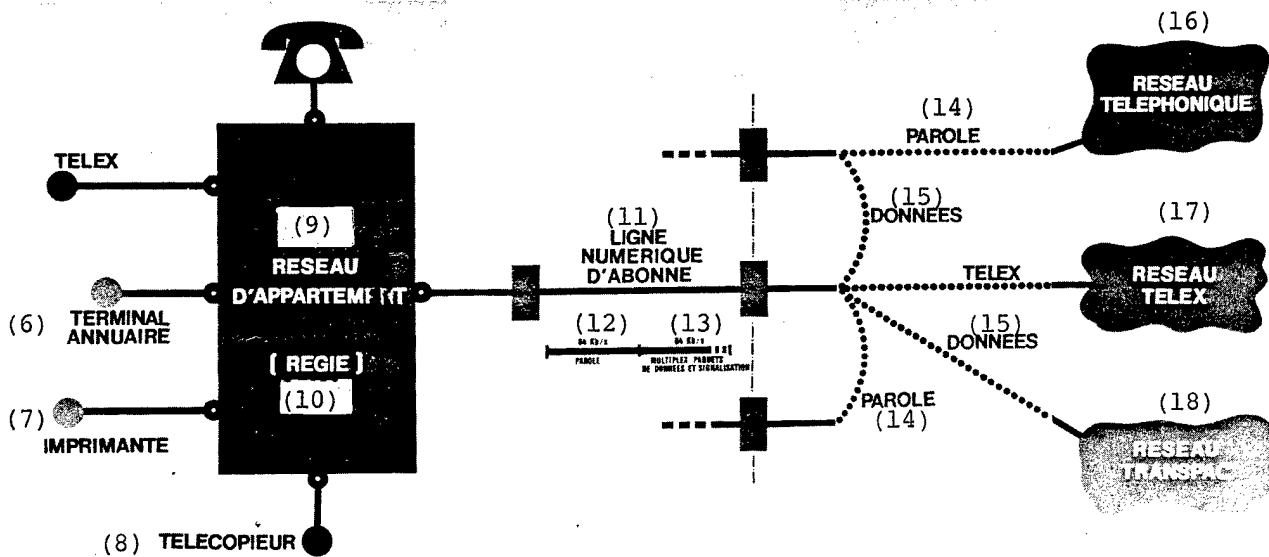 (16)
RESEAU
TELEPHONIQUE
(14)
PAROLE
TELEX
(9)
RESEAU
D'APPARTEMENT
(15)
DONNEES
(11)
LIGNE
NUMERIQUE
D'ABONNE
(17)
TELEX
RESEAU
TELEX
(6)
TERMINAL
ANNUAIRE
(12)
64 Kb/s
PAROLE
(13)
64 Kb/s
MULTIPLEX PAQUETS
DE DONNEES ET SIGNALISATION
(15)
DONNEES
[ REGIE ]
(10)
(7)
IMPRIMANTE
PAROLE
(14)
(18)
RESEAU
TRANSPAC
(8) TELECOPIEUR